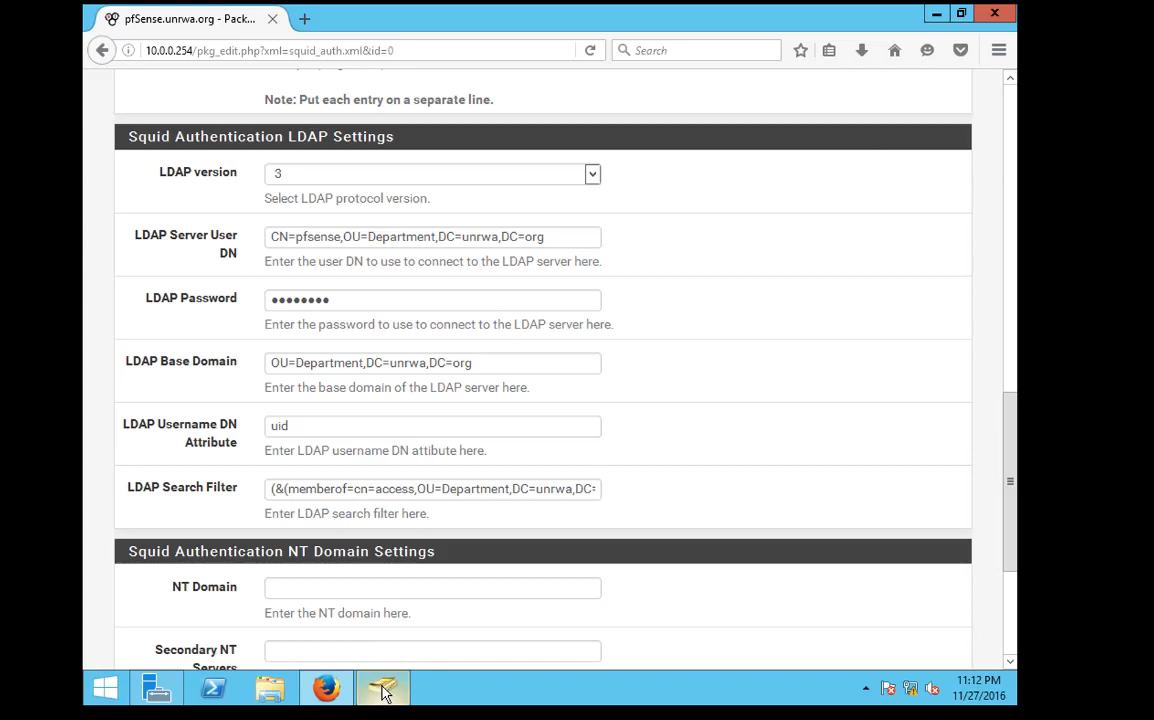 pfSense.unrwa.org - Pack...
10.0.0.254/pkg_edit.php?xml=squid_auth.xml&id=0
Search
Note: Put each entry on a separate line.
Squid Authentication LDAP Settings
LDAP version
3
Select LDAP protocol version.
LDAP Server User DN
CN=pfsense,OU=Department,DC=unrwa,DC=org
Enter the user DN to use to connect to the LDAP server here.
LDAP Password
••••••••
Enter the password to use to connect to the LDAP server here.
LDAP Base Domain
OU=Department,DC=unrwa,DC=org
Enter the base domain of the LDAP server here.
LDAP Username DN Attribute
uid
Enter LDAP username DN attibute here.
LDAP Search Filter
(&(memberof=cn=access,OU=Department,DC=unrwa,DC=
Enter LDAP search filter here.
Squid Authentication NT Domain Settings
NT Domain
Enter the NT domain here.
Secondary NT Servers
11:12 PM
11/27/2016